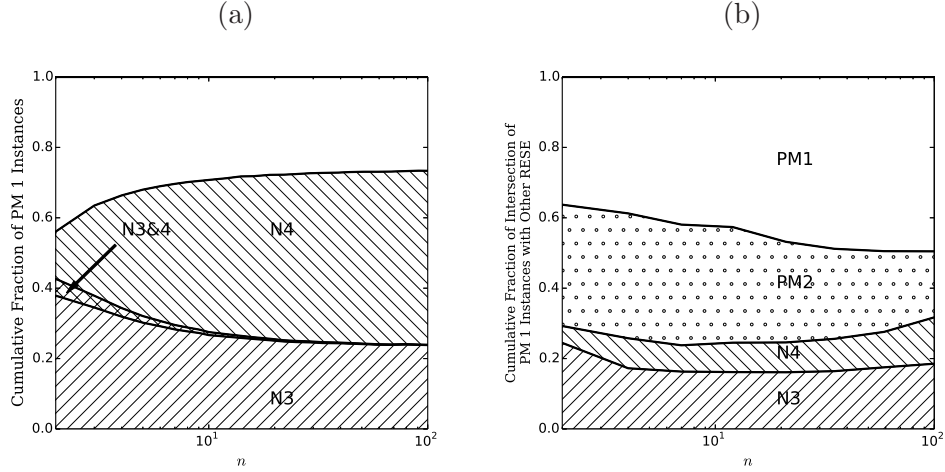 (a)
Cumulative Fraction of PM 1 Instances
1.0
0.8
0.6
0.4
0.2
0.0
N3&4
N4
N3
10^1
10^2
n
(b)
Cumulative Fraction of Intersection of
PM 1 Instances with Other RESE
1.0
0.8
0.6
0.4
0.2
0.0
PM1
PM2
N4
N3
10^1
10^2
n